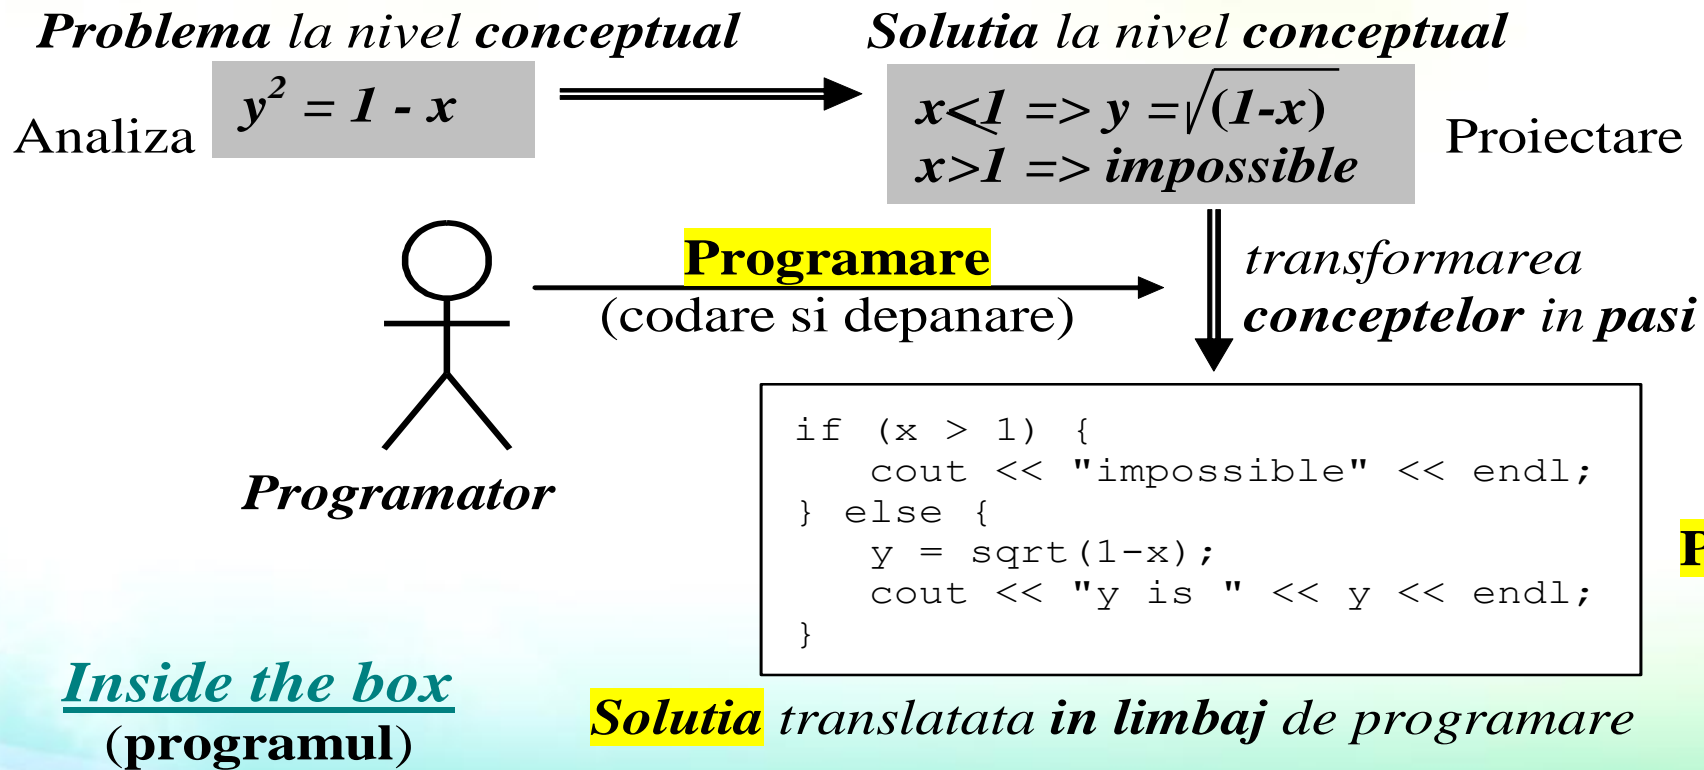 Problema la nivel conceptual
Solutia la nivel conceptual
Analiza
y² = 1 - x
x≤1 => y =√(1-x)
x>1 => impossible
Proiectare
Programare
(codare si depanare)
transformarea
conceptelor in pasi
Programator
if (x > 1) {
cout << "impossible" << endl;
} else {
y = sqrt(1-x);
cout << "y is " << y << endl;
}
P
Inside the box
(programul)
Solutia translatata in limbaj de programare